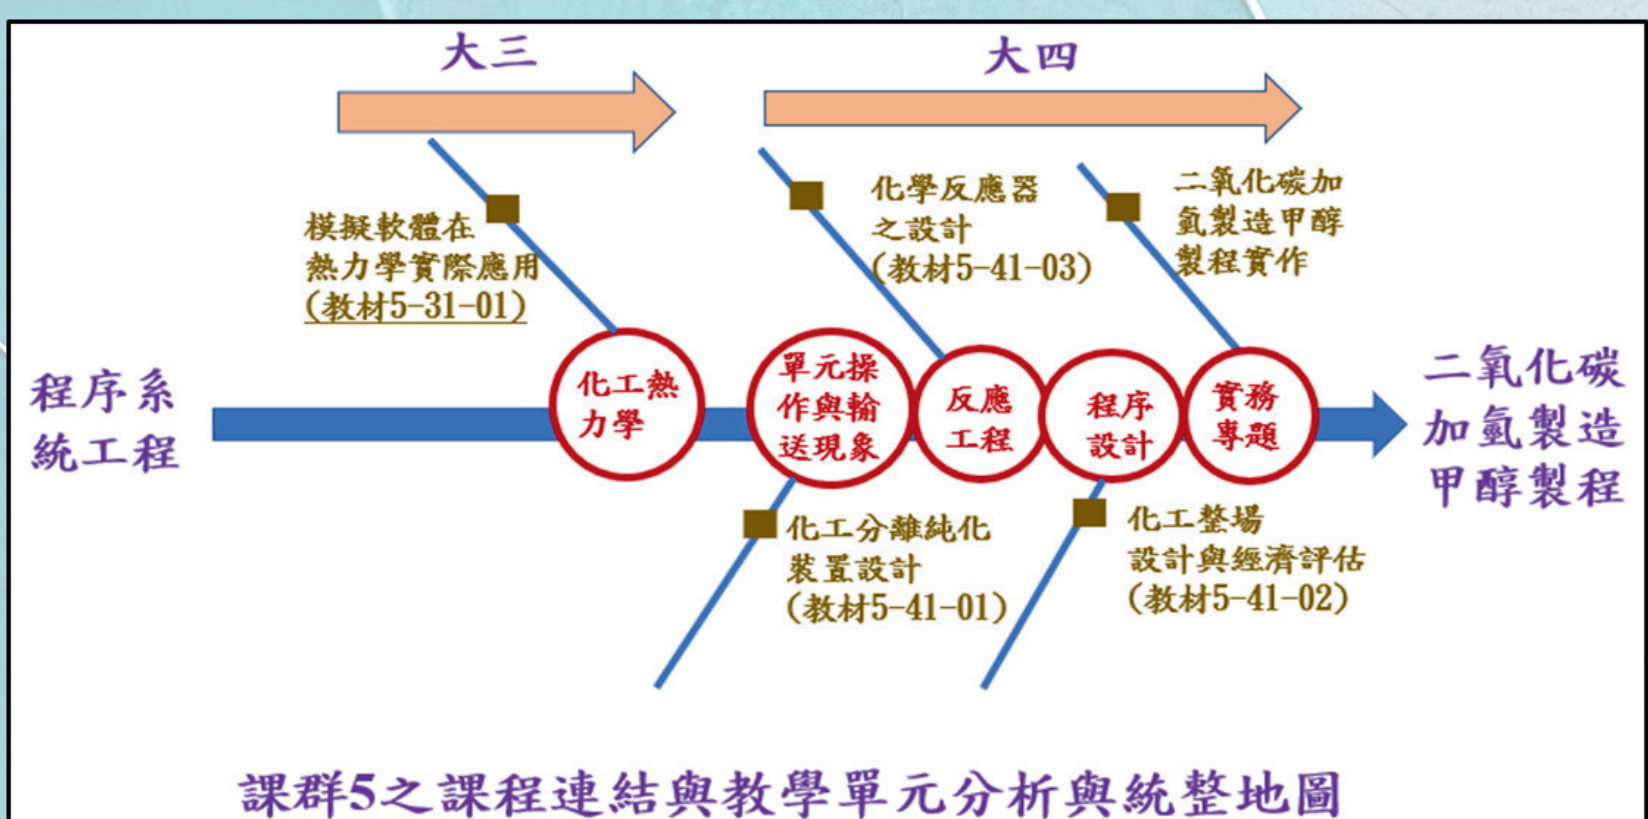 大三
大四
模擬軟體在
熱力學實際應用
(教材5-31-01)
化學反應器
之設計
(教材5-41-03)
二氧化碳加
氫製造甲醇
製程實作
程序系
統工程
化工熱
力學
單元操
作與輸
送現象
反應
工程
程序
設計
實務
專題
二氧化碳
加氫製造
甲醇製程
化工分離純化
裝置設計
(教材5-41-01)
化工整場
設計與經濟評估
(教材5-41-02)
課群5之課程連結與教學單元分析與統整地圖